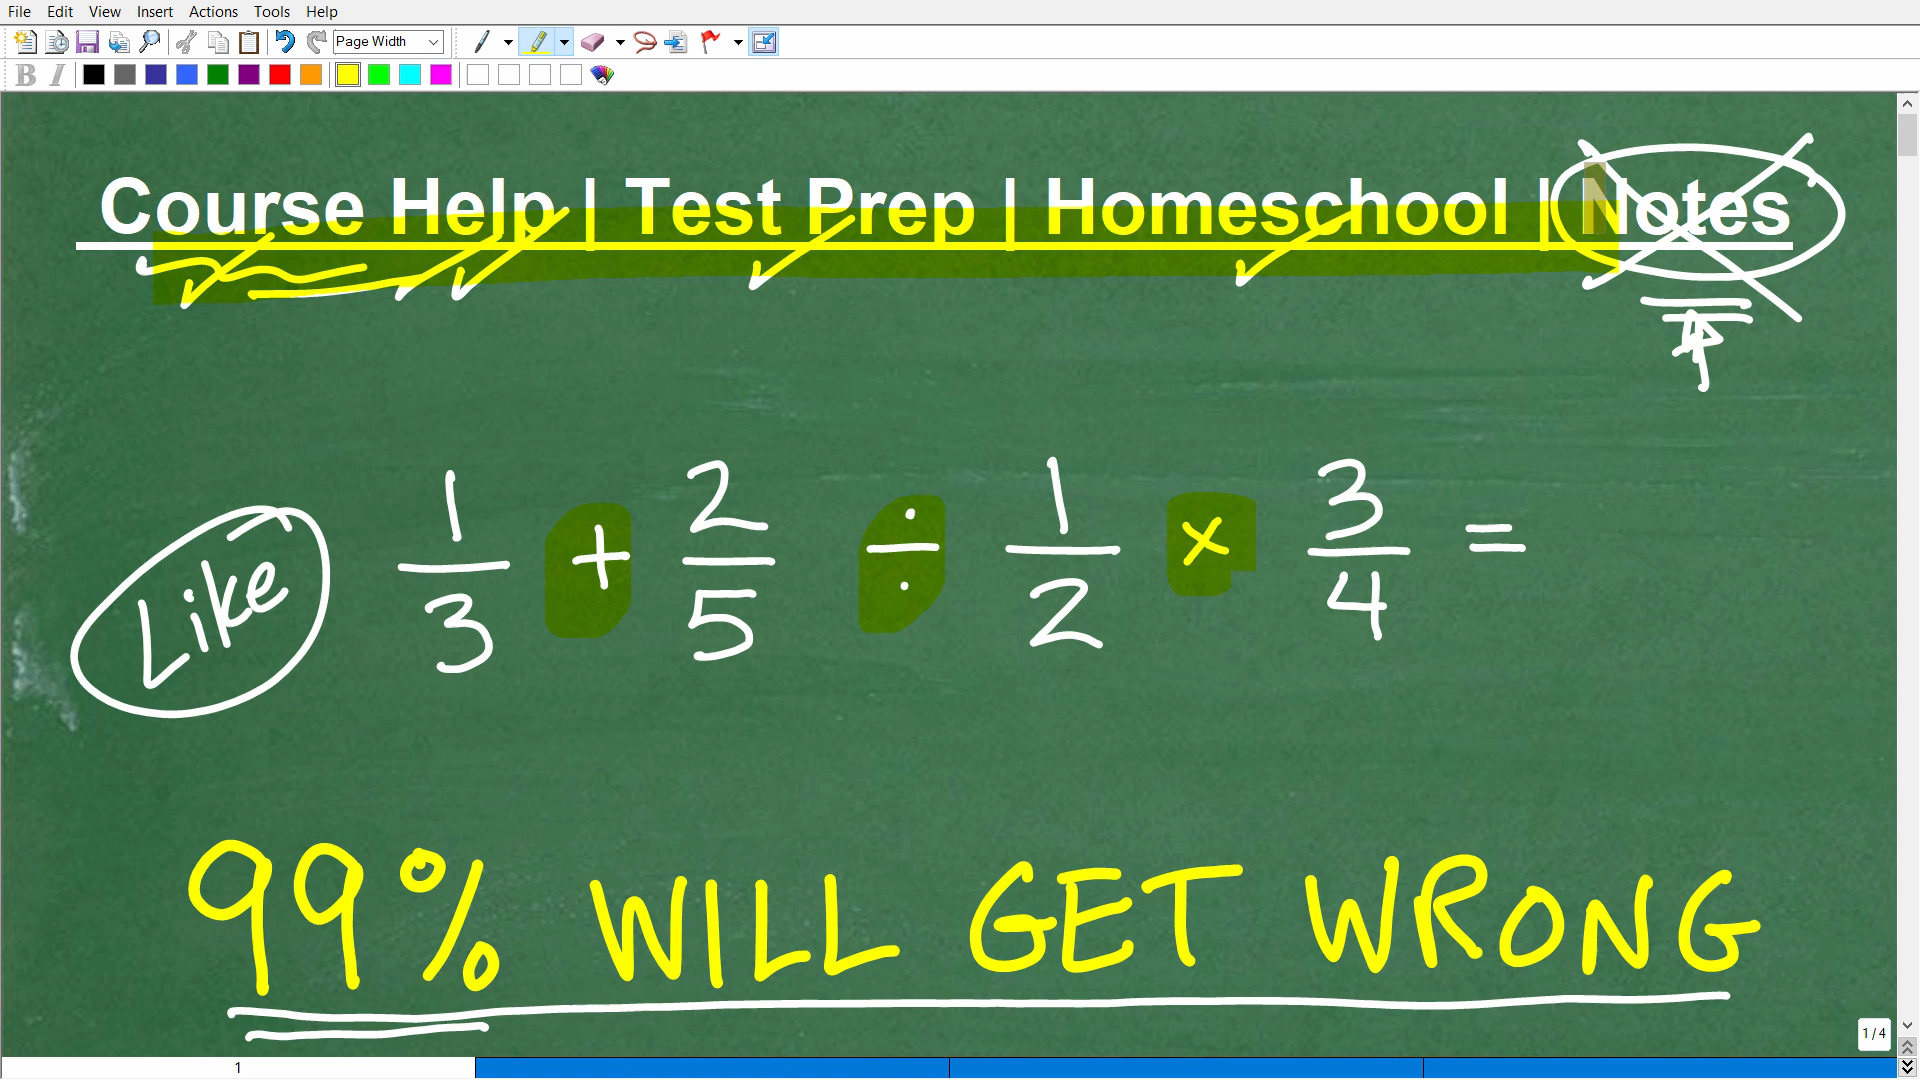 File Edit View Insert Actions Tools Help
Page Width
B I
Course Help | Test Prep | Homeschool | Notes
Like
1/3 + 2/5 ÷ 1/2 × 3/4 =
99% WILL GET WRONG
1 / 4
1